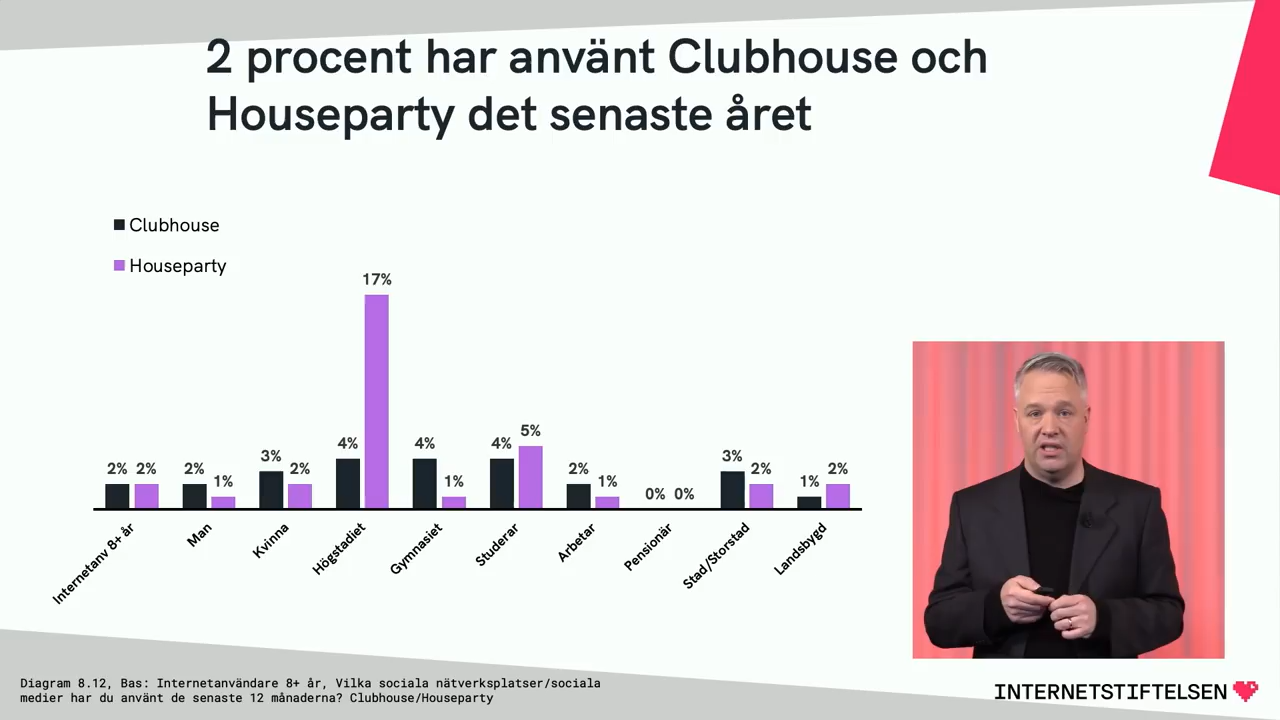 2 procent har använt Clubhouse och
Houseparty det senaste året
Clubhouse
Houseparty
2% 2% 2% 1% 3% 2% 4% 17% 4% 1% 4% 5% 2% 1% 0% 0% 3% 2% 1% 2%
Internetanv 8+ år
Man
Kvinna
Högstadiet
Gymnasiet
Studerar
Arbetar
Pensionär
Stad/Storstad
Landsbygd
Diagram 8.12, Bas: Internetanvändare 8+ år, Vilka sociala nätverksplatser/sociala
medier har du använt de senaste 12 månaderna? Clubhouse/Houseparty
INTERNETSTIFTELSEN